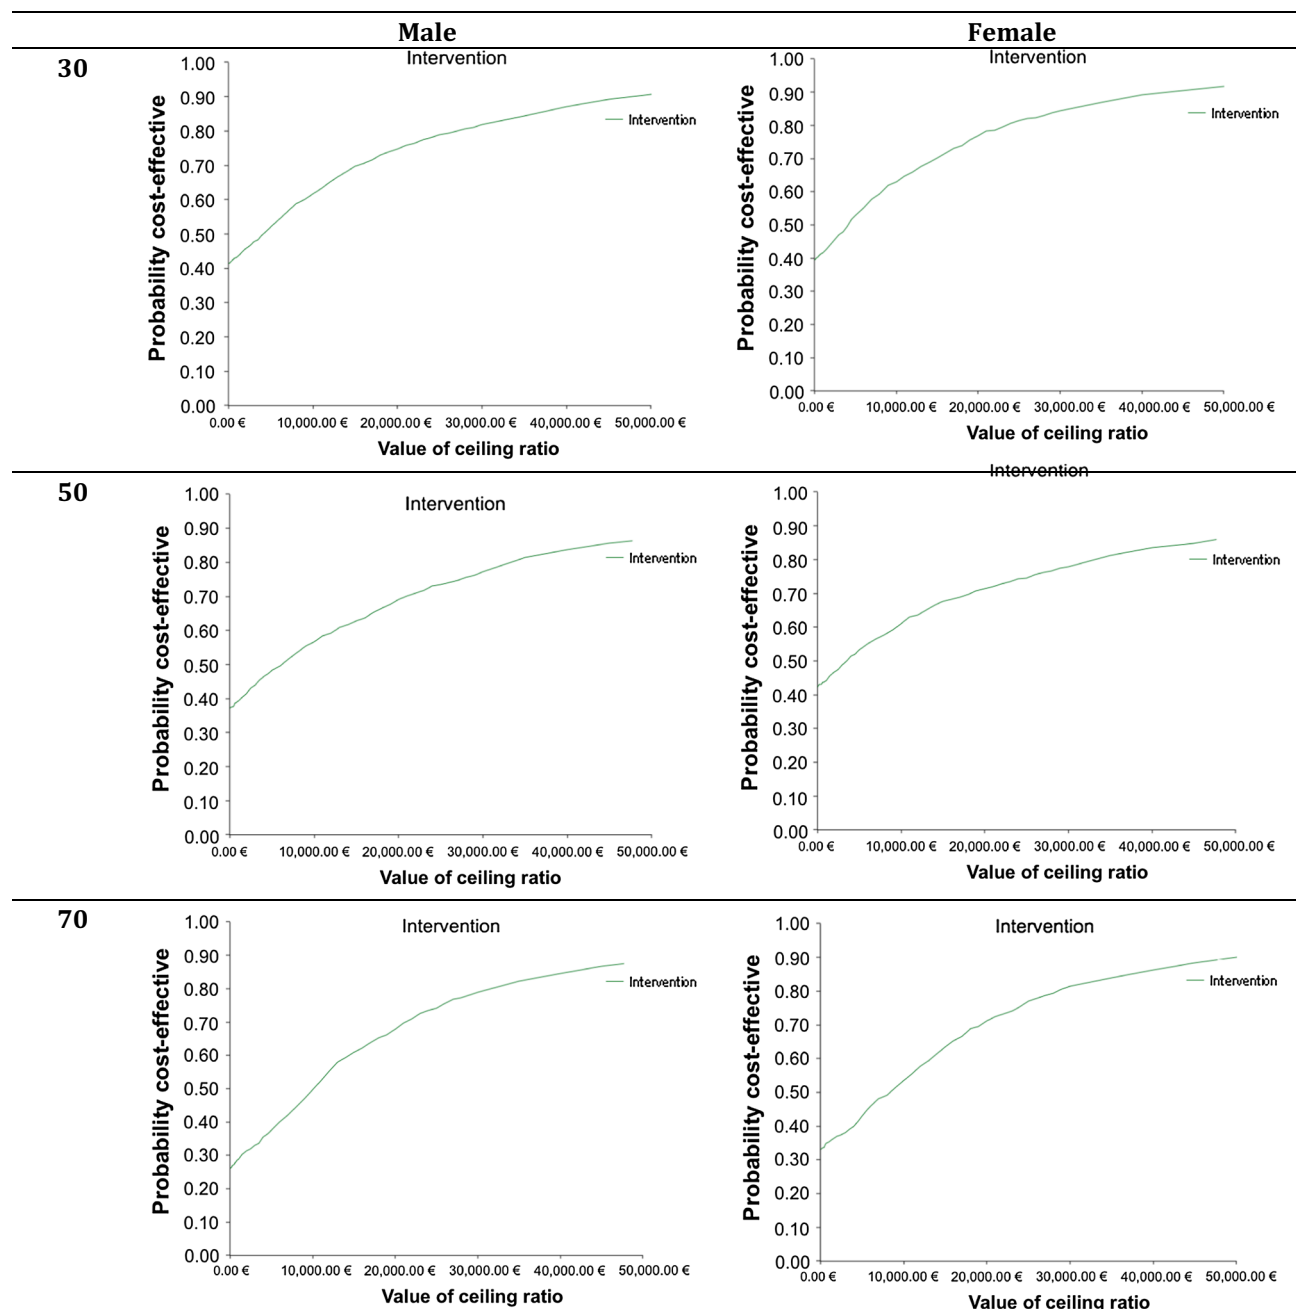 Male Female
30
Intervention
1.00
0.90
0.80
0.70
0.60
0.50
0.40
0.30
0.20
0.10
0.00
Probability cost-effective
Intervention
0.00 € 10,000.00 € 20,000.00 € 30,000.00 € 40,000.00 € 50,000.00 €
Value of ceiling ratio
Intervention
1.00
0.90
0.80
0.70
0.60
0.50
0.40
0.30
0.20
0.10
0.00
Probability cost-effective
Intervention
0.00 € 10,000.00 € 20,000.00 € 30,000.00 € 40,000.00 € 50,000.00 €
Value of ceiling ratio
50
Intervention
1.00
0.90
0.80
0.70
0.60
0.50
0.40
0.30
0.20
0.10
0.00
Probability cost-effective
Intervention
0.00 € 10,000.00 € 20,000.00 € 30,000.00 € 40,000.00 € 50,000.00 €
Value of ceiling ratio
Intervention
1.00
0.90
0.80
0.70
0.60
0.50
0.40
0.30
0.20
0.10
0.00
Probability cost-effective
Intervention
0.00 € 10,000.00 € 20,000.00 € 30,000.00 € 40,000.00 € 50,000.00 €
Value of ceiling ratio
70
Intervention
1.00
0.90
0.80
0.70
0.60
0.50
0.40
0.30
0.20
0.10
0.00
Probability cost-effective
Intervention
0.00 € 10,000.00 € 20,000.00 € 30,000.00 € 40,000.00 € 50,000.00 €
Value of ceiling ratio
Intervention
1.00
0.90
0.80
0.70
0.60
0.50
0.40
0.30
0.20
0.10
0.00
Probability cost-effective
Intervention
0.00 € 10,000.00 € 20,000.00 € 30,000.00 € 40,000.00 € 50,000.00 €
Value of ceiling ratio